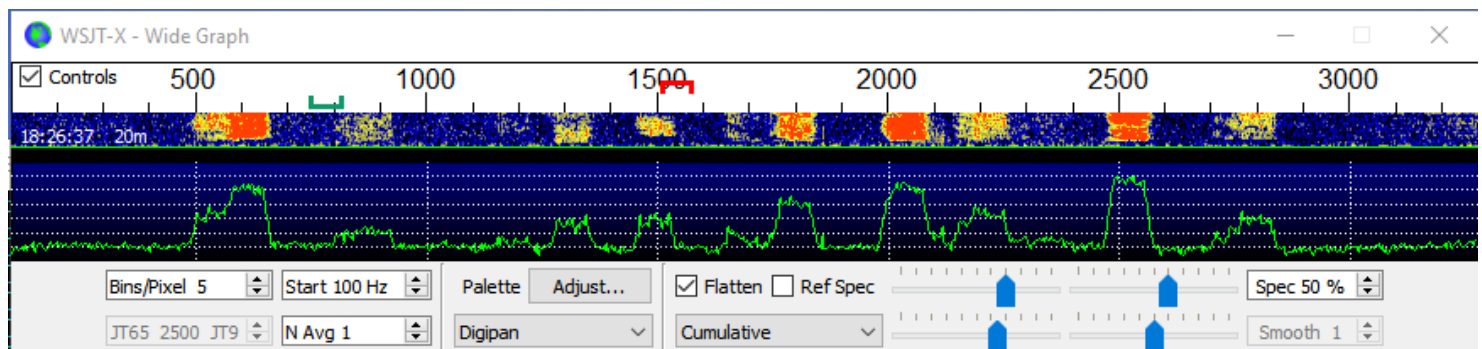 WSJT-X - Wide Graph
Controls 500 1000 1500 2000 2500 3000
18:26:37 20m
Bins/Pixel 5 Start 100 Hz Palette Adjust... Flatten Ref Spec Spec 50 %
JT65 2500 JT9 N Avg 1 Digipan Cumulative Smooth 1